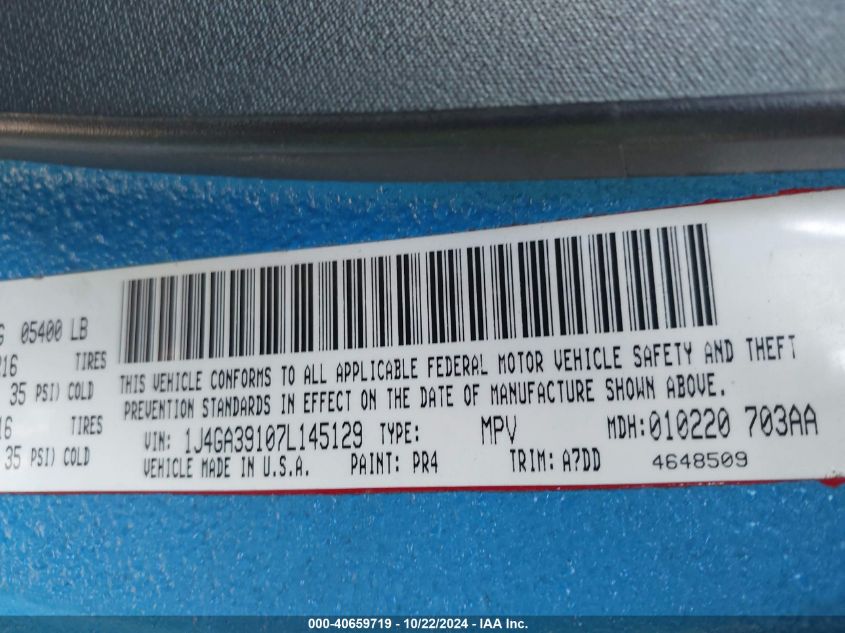 G 05400 LB
216 TIRES
35 PSI) COLD
16 TIRES
35 PSI) COLD
THIS VEHICLE CONFORMS TO ALL APPLICABLE FEDERAL MOTOR VEHICLE SAFETY AND THEFT
PREVENTION STANDARDS IN EFFECT ON THE DATE OF MANUFACTURE SHOWN ABOVE.
VIN: 1J4GA39107L145129 TYPE: MPV MDH: 010220 703AA
VEHICLE MADE IN U.S.A. PAINT: PR4 TRIM: A7DD 4648509
000-40659719 - 10/22/2024 - IAA Inc.